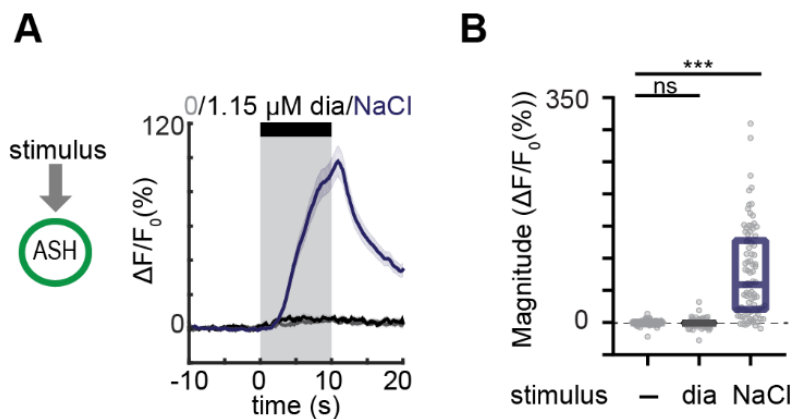 A
0/1.15 μM dia/NaCl
120
0
ΔF/F0(%)
-10 0 10 20
time (s)
stimulus
ASH
B
***
ns
350
0
Magnitude (ΔF/F0(%))
stimulus – dia NaCl